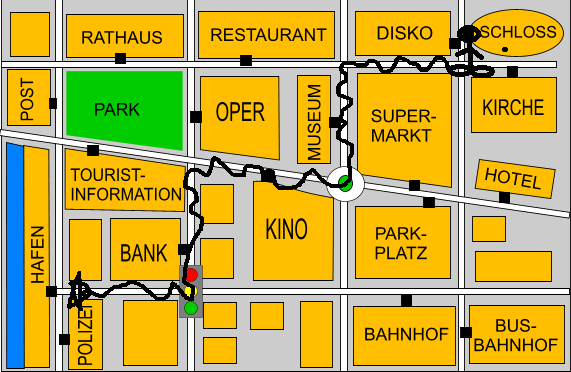 RATHAUS
RESTAURANT
DISKO
SCHLOSS
POST
PARK
OPER
MUSEUM
SUPER-
MARKT
KIRCHE
TOURIST-
INFORMATION
HOTEL
HAFEN
BANK
KINO
PARK-
PLATZ
POLIZEI
BAHNHOF
BUS-
BAHNHOF